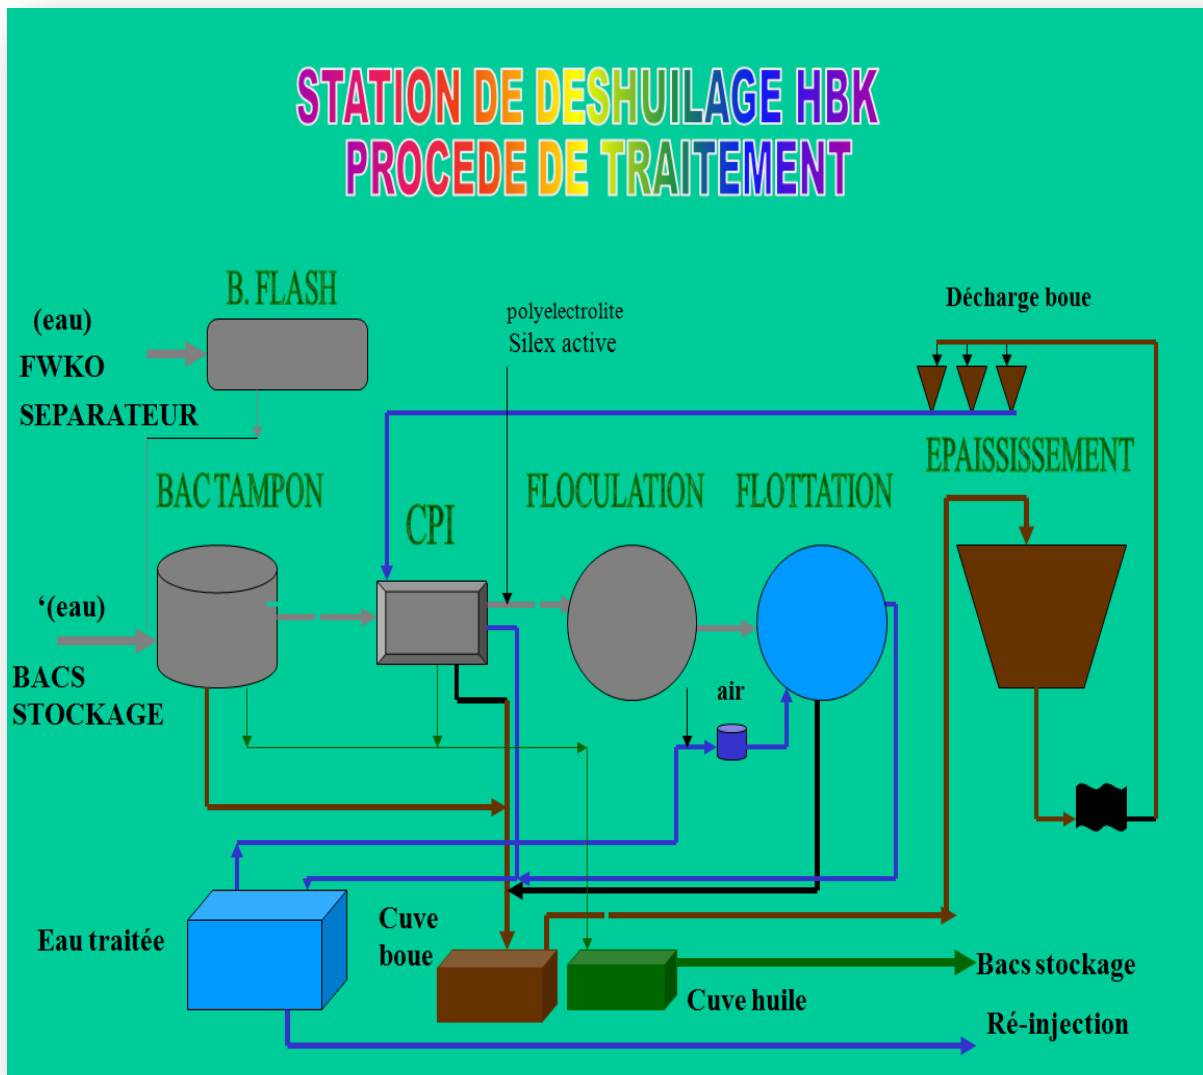 STATION DE DESHUILAGE HBK
PROCEDE DE TRAITEMENT
B. FLASH
(eau)
FWKO
SEPARATEUR
polyelectrolite
Silex active
Décharge boue
BAC TAMPON
CPI
FLOCULATION
FLOTTATION
EPAISSISSEMENT
‘(eau)
BACS
STOCKAGE
air
Eau traitée
Cuve
boue
Cuve huile
Bacs stockage
Ré-injection